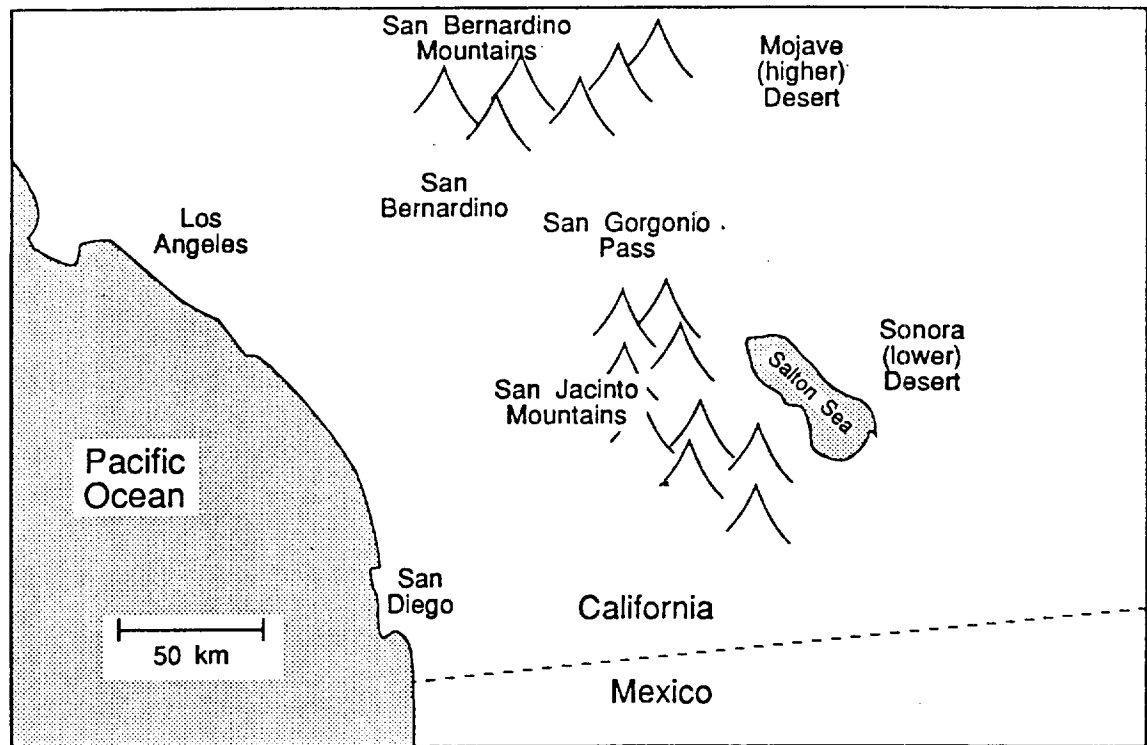 San Bernardino
Mountains
Mojave
(higher)
Desert
San
Bernardino
Los
Angeles
San Gorgonio
Pass
Sonora
(lower)
Desert
Salton Sea
San Jacinto
Mountains
Pacific
Ocean
San
Diego
California
50 km
Mexico